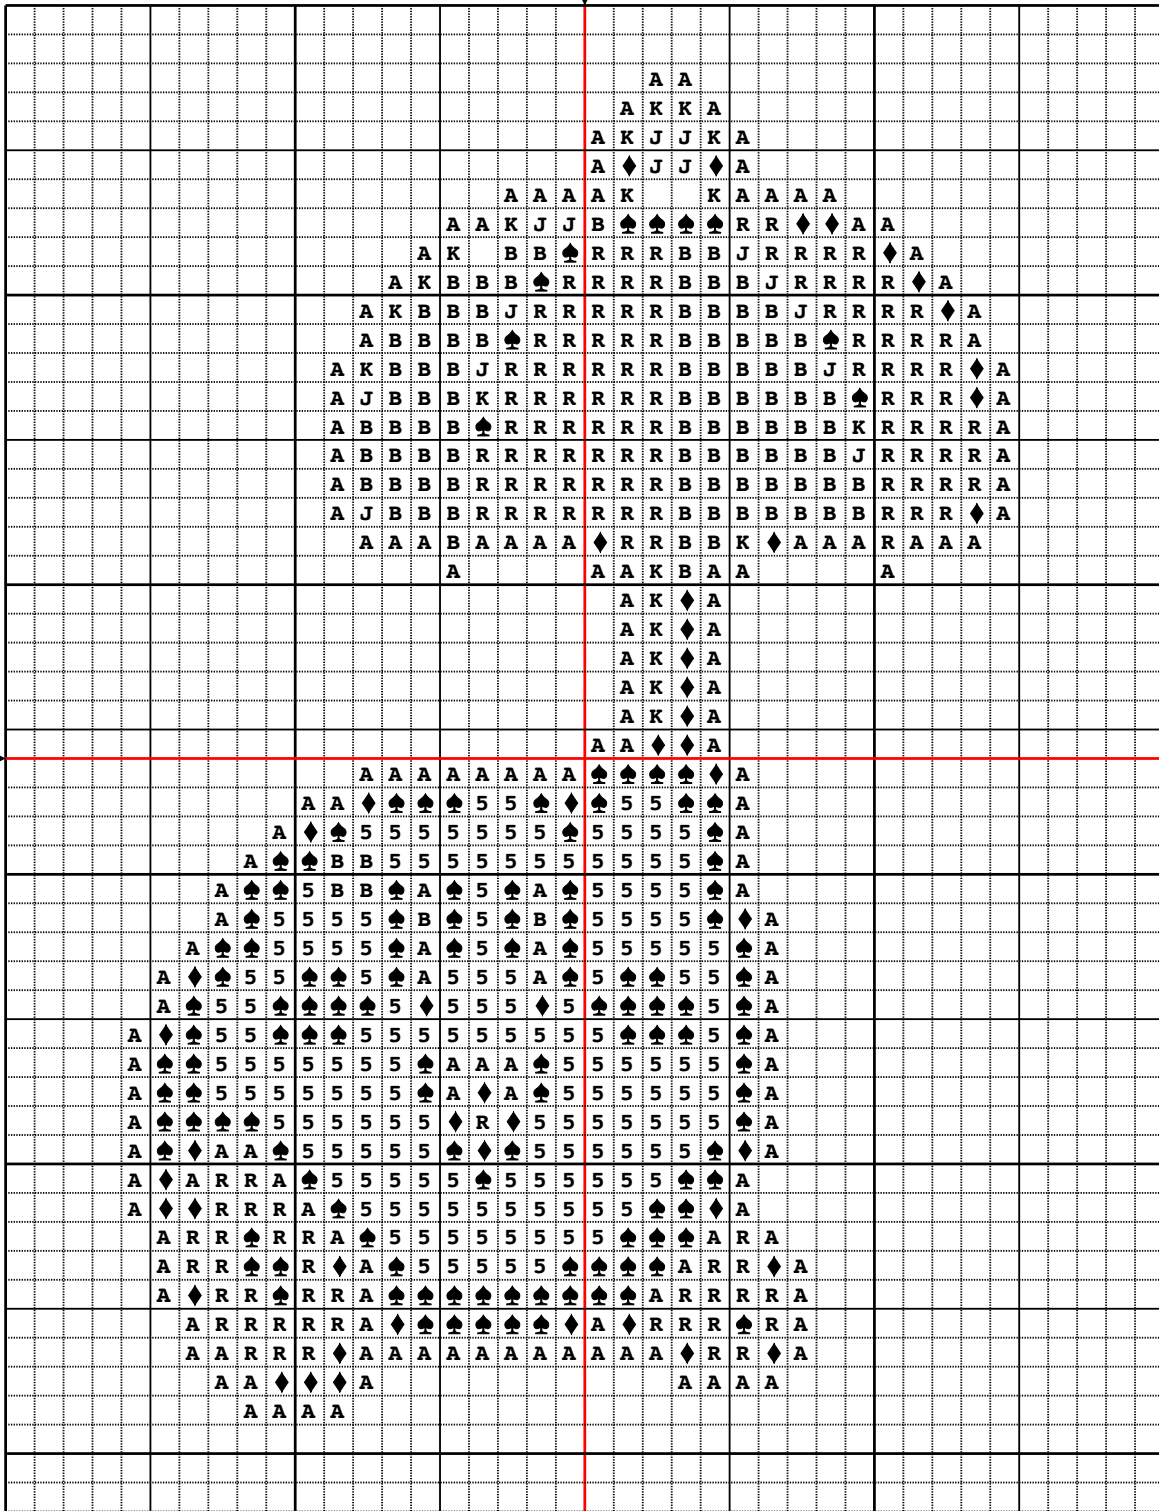 A A
A K K A
A K J J K A
A ♦ J J ♦ A
A A A A K K A A A A
A A K J J B ♠ ♠ ♠ ♠ R R ♦ ♦ A A
A K B B ♠ R R R B B J R R R R ♦ A
A K B B B ♠ R R R R B B B J R R R R ♦ A
A K B B B J R R R R R B B B B J R R R R ♦ A
A B B B B ♠ R R R R R R B B B B B ♠ R R R R A
A K B B B J R R R R R R B B B B B J R R R R ♦ A
A J B B B K R R R R R R B B B B B B ♠ R R R ♦ A
A B B B B ♠ R R R R R R B B B B B B K R R R R A
A B B B B R R R R R R R B B B B B B J R R R R A
A B B B B R R R R R R R B B B B B B B R R R R A
A J B B B R R R R R R R B B B B B B B R R R ♦ A
A A A B A A A A ♦ R R B B K ♦ A A A R A A A
A A A K B A A A
A K ♦ A
A K ♦ A
A K ♦ A
A K ♦ A
A K ♦ A
A A ♦ ♦ A
A A A A A A A A ♠ ♠ ♠ ♠ ♦ A
A A ♦ ♠ ♠ ♠ 5 5 ♠ ♦ ♠ 5 5 ♠ ♠ A
A ♦ ♠ 5 5 5 5 5 5 5 ♠ 5 5 5 5 ♠ A
A ♠ ♠ B B 5 5 5 5 5 5 5 5 5 5 5 ♠ A
A ♠ ♠ 5 B B ♠ A ♠ 5 ♠ A ♠ 5 5 5 5 ♠ A
A ♠ 5 5 5 5 ♠ B ♠ 5 ♠ B ♠ 5 5 5 5 ♠ ♦ A
A ♠ ♠ 5 5 5 5 ♠ A ♠ 5 ♠ A ♠ 5 5 5 5 5 ♠ A
A ♦ ♠ 5 5 ♠ ♠ 5 ♠ A 5 5 5 A ♠ 5 ♠ ♠ 5 5 ♠ A
A ♠ 5 5 ♠ ♠ ♠ ♠ 5 ♦ 5 5 5 ♦ 5 ♠ ♠ ♠ ♠ 5 ♠ A
A ♦ ♠ 5 5 ♠ ♠ ♠ 5 5 5 5 5 5 5 5 5 ♠ ♠ ♠ 5 ♠ A
A ♠ ♠ 5 5 5 5 5 5 5 ♠ A A A ♠ 5 5 5 5 5 5 ♠ A
A ♠ ♠ 5 5 5 5 5 5 5 ♠ A ♦ A ♠ 5 5 5 5 5 5 ♠ A
A ♠ ♠ ♠ ♠ 5 5 5 5 5 5 ♦ R ♦ 5 5 5 5 5 5 5 ♠ A
A ♠ ♦ A A ♠ 5 5 5 5 5 ♠ ♦ ♠ 5 5 5 5 5 5 ♠ ♦ A
A ♦ A R R A ♠ 5 5 5 5 5 ♠ 5 5 5 5 5 5 ♠ ♠ A
A ♦ ♦ R R R A ♠ 5 5 5 5 5 5 5 5 5 5 ♠ ♠ ♦ A
A R R ♠ R R A ♠ 5 5 5 5 5 5 5 5 ♠ ♠ ♠ A R A
A R R ♠ ♠ R ♦ A ♠ 5 5 5 5 5 ♠ ♠ ♠ ♠ A R R ♦ A
A ♦ R R ♠ R R A ♠ ♠ ♠ ♠ ♠ ♠ ♠ ♠ ♠ A R R R R A
A R R R R R A ♦ ♠ ♠ ♠ ♠ ♠ ♦ A ♦ R R R ♠ R A
A A R R R ♦ A A A A A A A A A A A ♦ R R ♦ A
A A ♦ ♦ ♦ A A A A A
A A A A